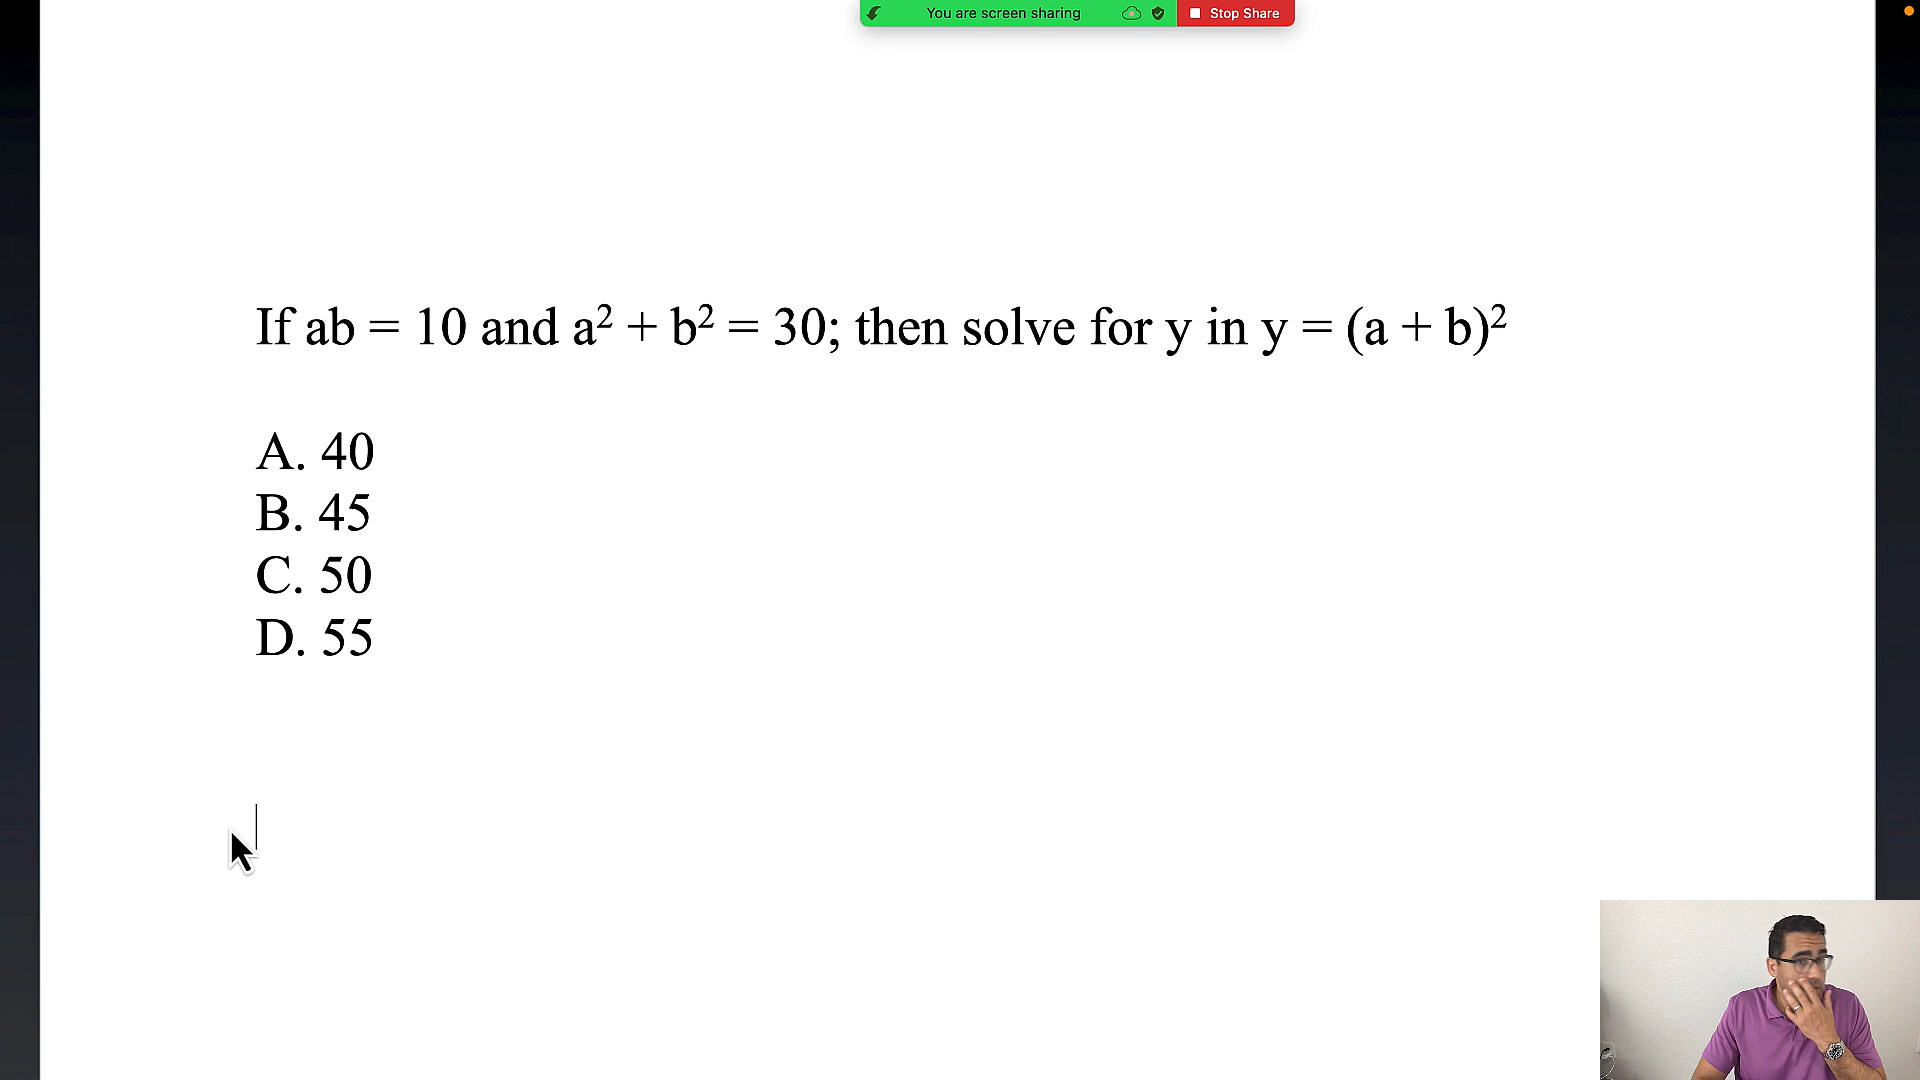 You are screen sharing
Stop Share
If ab = 10 and a² + b² = 30; then solve for y in y = (a + b)²
A. 40
B. 45
C. 50
D. 55